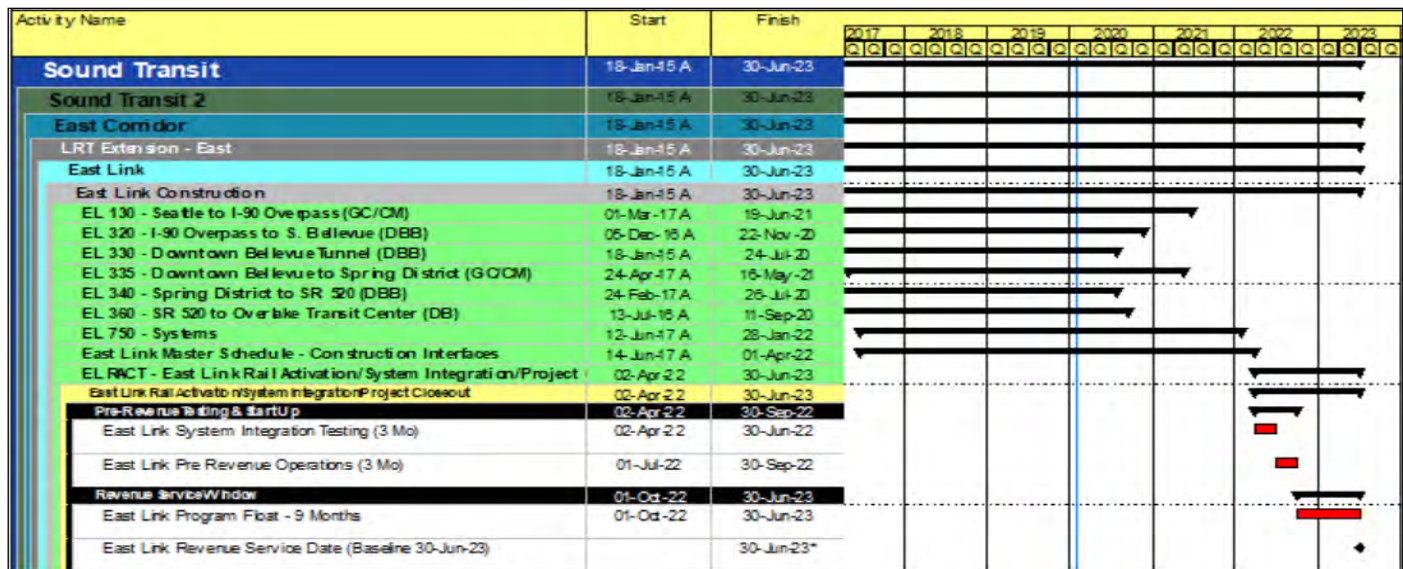 Activity Name Start Finish
2017 2018 2019 2020 2021 2022 2023
Q Q Q Q Q Q Q Q Q Q Q Q Q Q Q Q Q Q Q Q Q Q Q Q Q Q Q
Sound Transit 18-Jan-15 A 30-Jun-23
Sound Transit 2 18-Jan-15 A 30-Jun-23
East Corridor 18-Jan-15 A 30-Jun-23
LRT Extension - East 18-Jan-15 A 30-Jun-23
East Link 18-Jan-15 A 30-Jun-23
East Link Construction 18-Jan-15 A 30-Jun-23
EL 130 - Seattle to I-90 Overpass (GC/CM) 01-Mar-17 A 19-Jun-21
EL 320 - I-90 Overpass to S. Bellevue (DBB) 05-Dec-16 A 22-Nov-20
EL 330 - Downtown Bellevue Tunnel (DBB) 18-Jan-15 A 24-Jul-20
EL 335 - Downtown Bellevue to Spring District (GC/CM) 24-Apr-17 A 16-May-21
EL 340 - Spring District to SR 520 (DBB) 24-Feb-17 A 25-Jul-20
EL 360 - SR 520 to Overlake Transit Center (DB) 13-Jul-16 A 11-Sep-20
EL 750 - Systems 12-Jun-17 A 28-Jan-22
East Link Master Schedule - Construction Interfaces 14-Jun-17 A 01-Apr-22
EL RACT - East Link Rail Activation/System Integration/Project 02-Apr-22 30-Jun-23
East Link Rail Activation/System Integration/Project Closeout 02-Apr-22 30-Jun-23
Pre-Revenue Testing & Start Up 02-Apr-22 30-Sep-22
East Link System Integration Testing (3 Mo) 02-Apr-22 30-Jun-22
East Link Pre Revenue Operations (3 Mo) 01-Jul-22 30-Sep-22
Revenue Service Window 01-Oct-22 30-Jun-23
East Link Program Float - 9 Months 01-Oct-22 30-Jun-23
East Link Revenue Service Date (Baseline 30-Jun-23) 30-Jun-23*